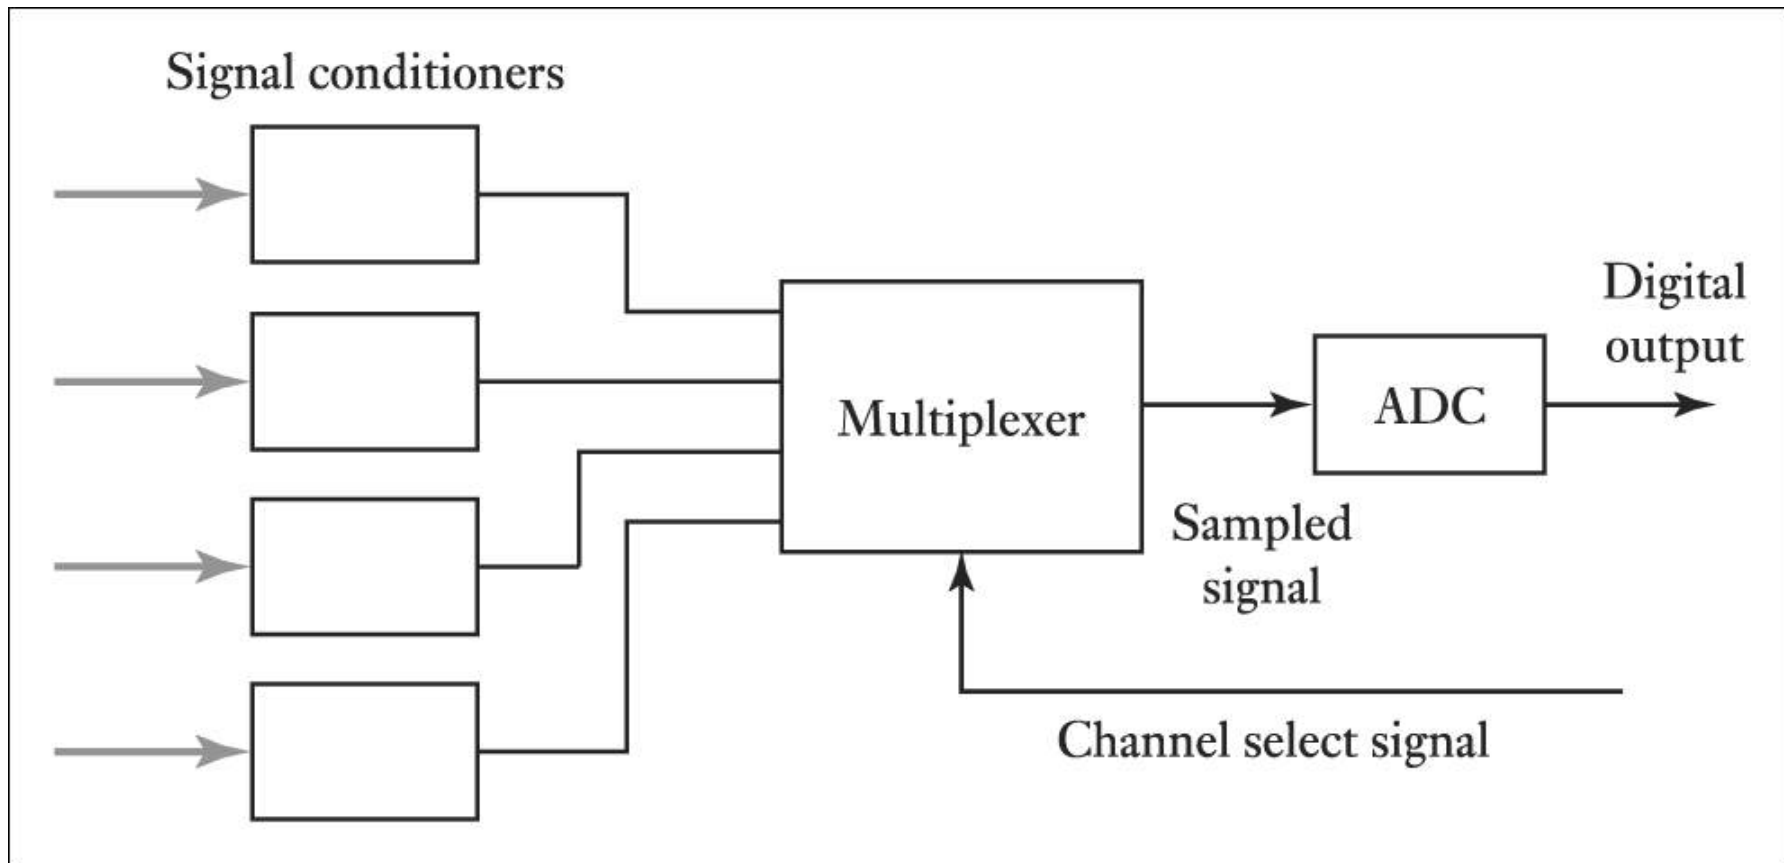 Signal conditioners
Multiplexer
ADC
Digital
output
Sampled
signal
Channel select signal